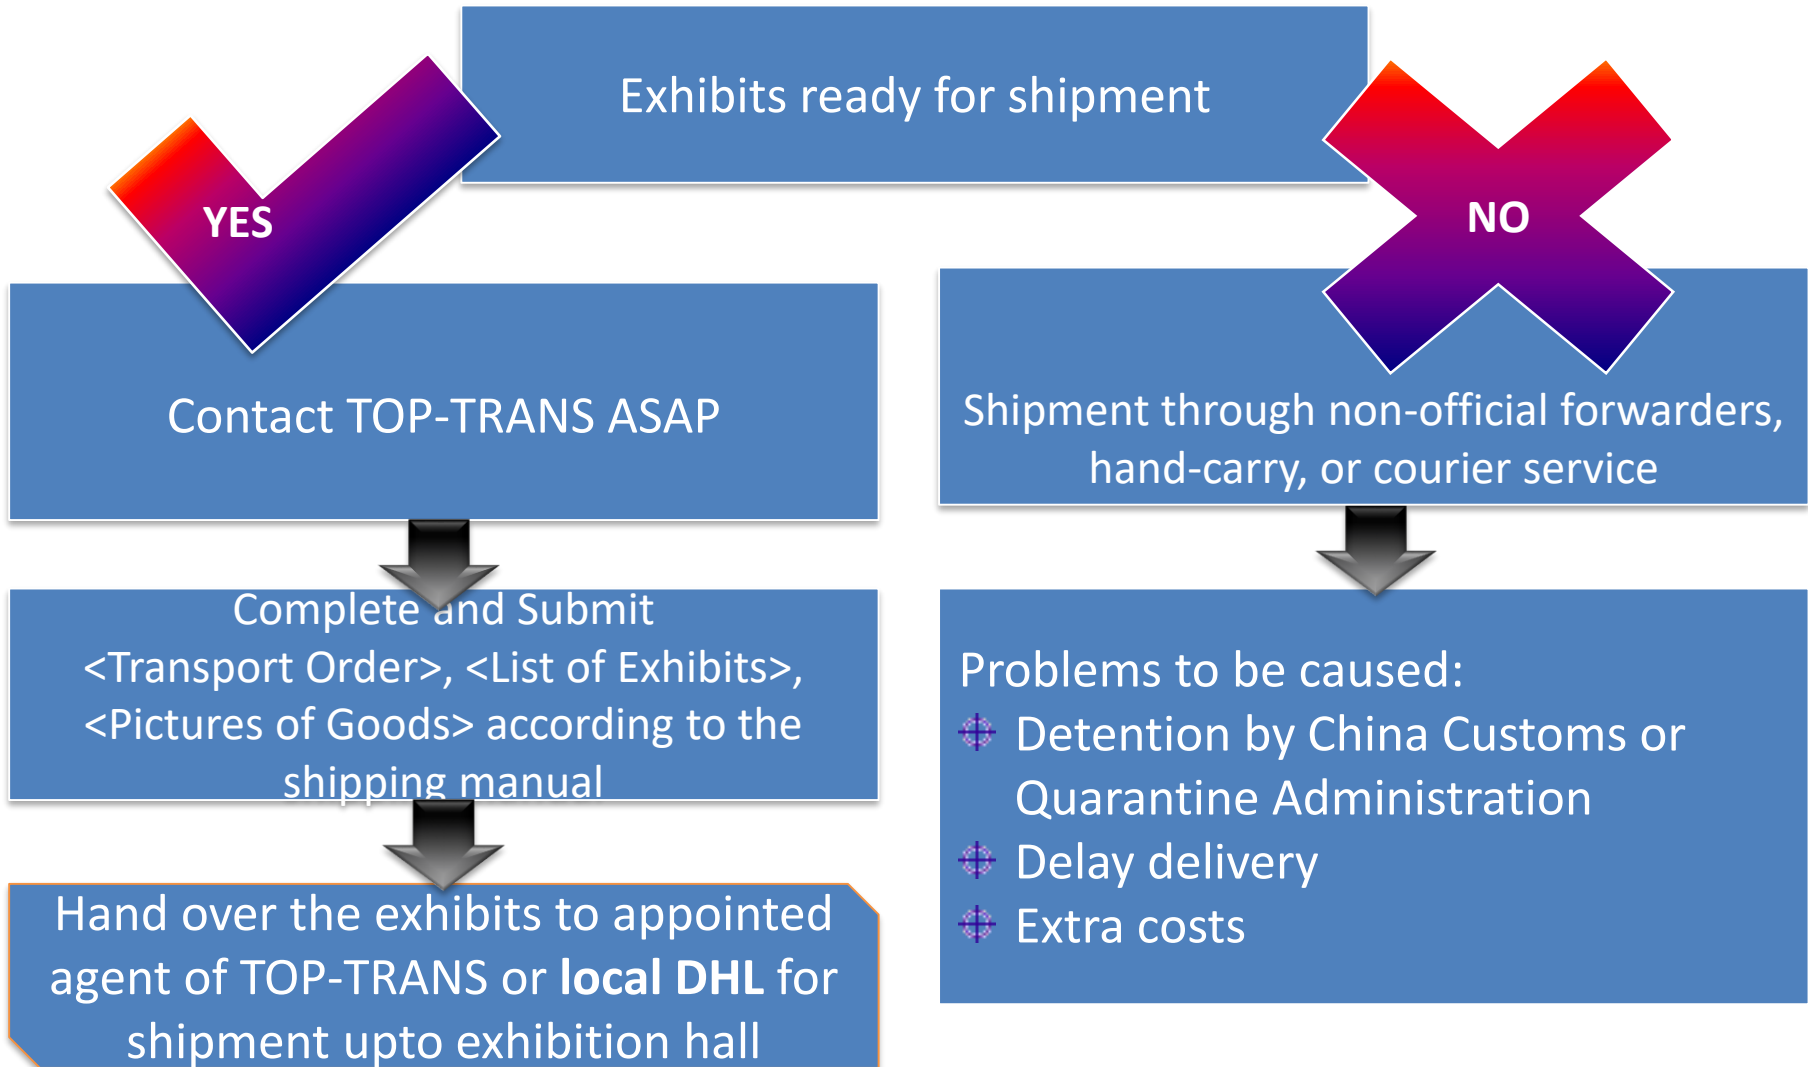 Exhibits ready for shipment
YES
NO
Contact TOP-TRANS ASAP
Shipment through non-official forwarders,
hand-carry, or courier service
Complete and Submit
<Transport Order>, <List of Exhibits>,
<Pictures of Goods> according to the
shipping manual
Problems to be caused:
Detention by China Customs or
Quarantine Administration
Delay delivery
Extra costs
Hand over the exhibits to appointed
agent of TOP-TRANS or local DHL for
shipment upto exhibition hall